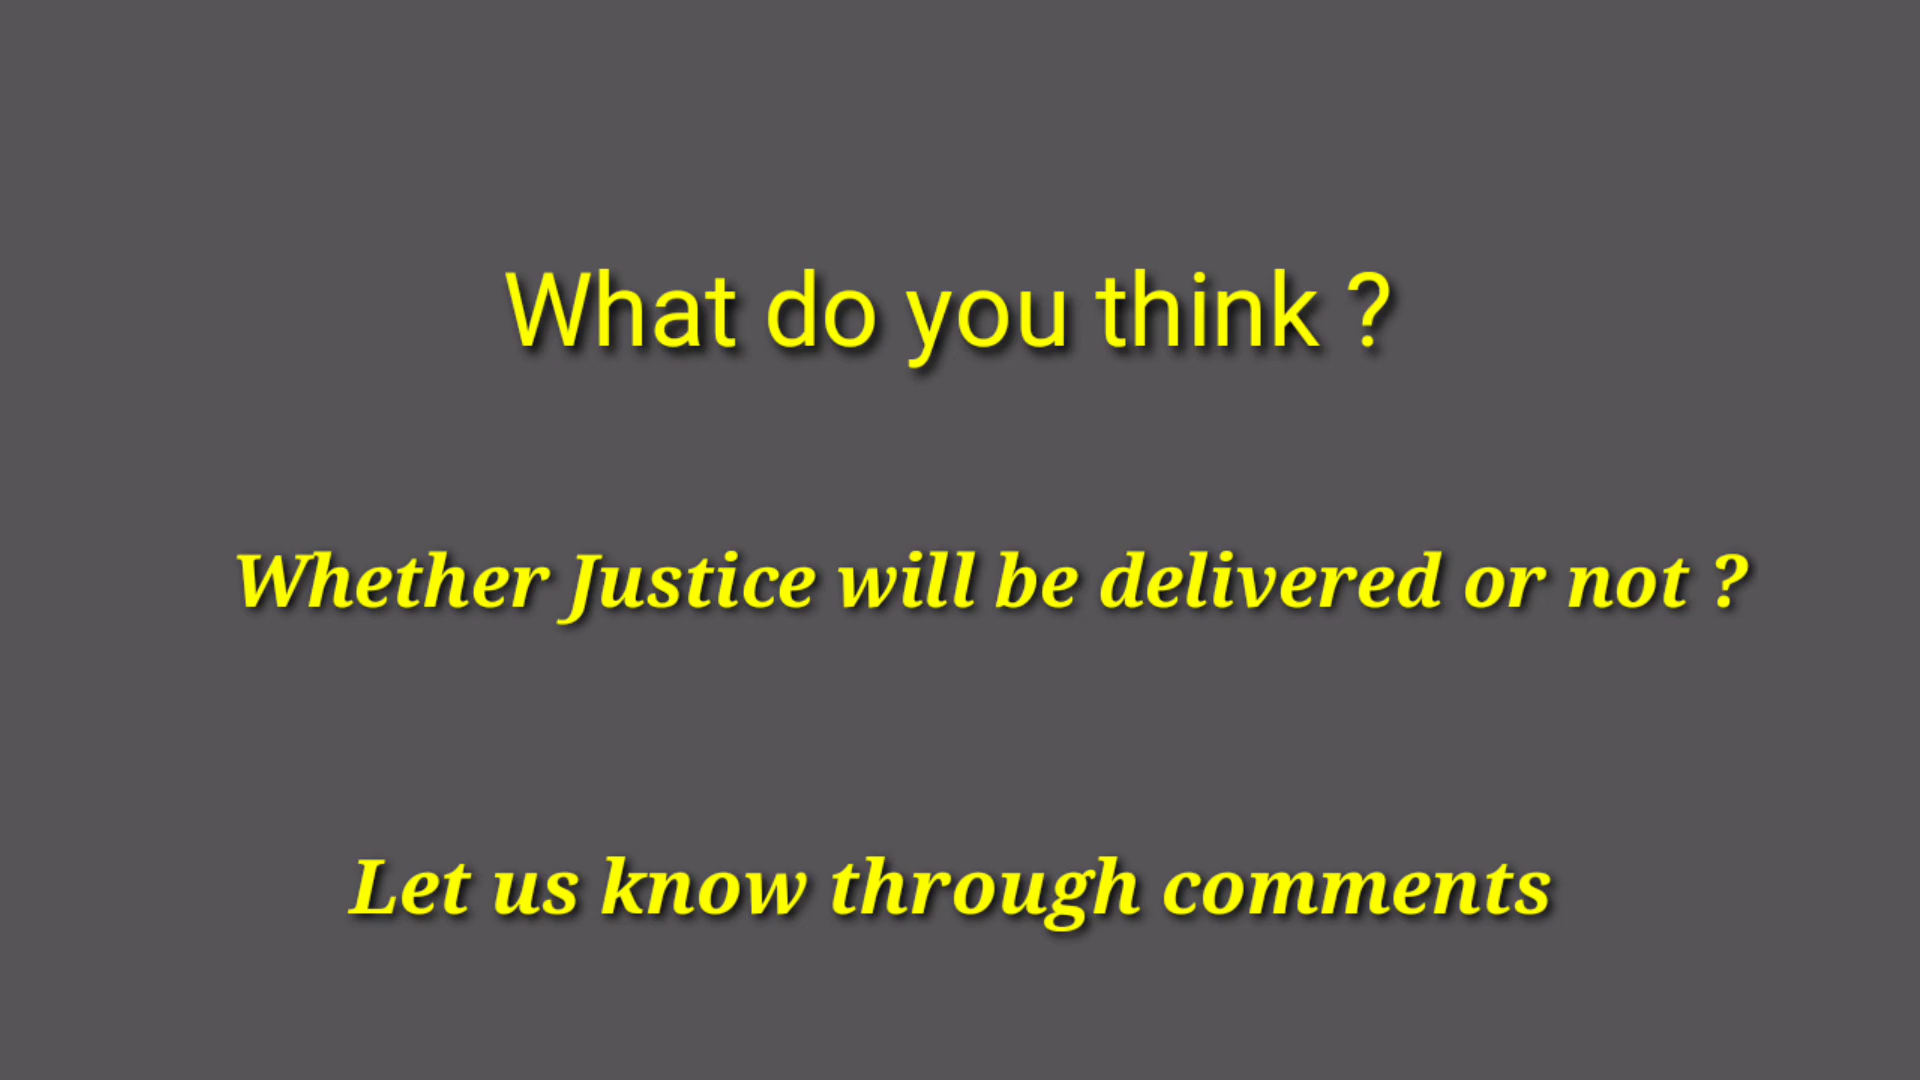 What do you think ?
Whether Justice will be delivered or not ?
Let us know through comments